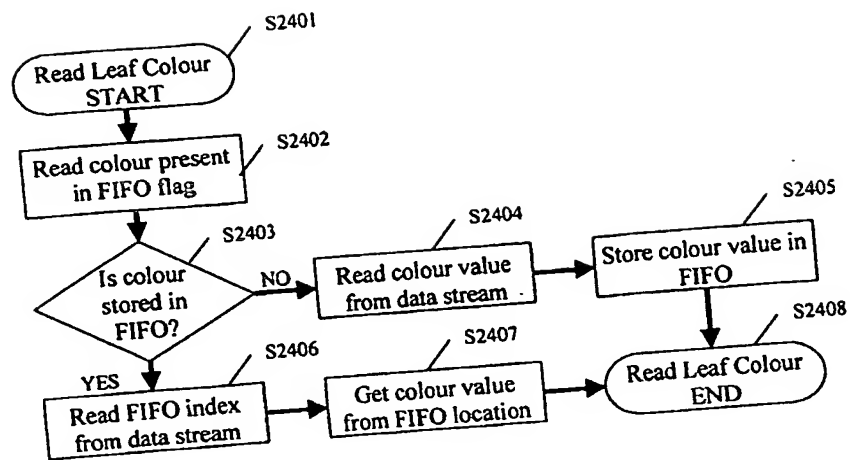 S2401
Read Leaf Colour
START
S2402
Read colour present
in FIFO flag
S2403
Is colour
stored in
FIFO?
NO
S2404
Read colour value
from data stream
S2405
Store colour value in
FIFO
YES
S2406
Read FIFO index
from data stream
S2407
Get colour value
from FIFO location
S2408
Read Leaf Colour
END